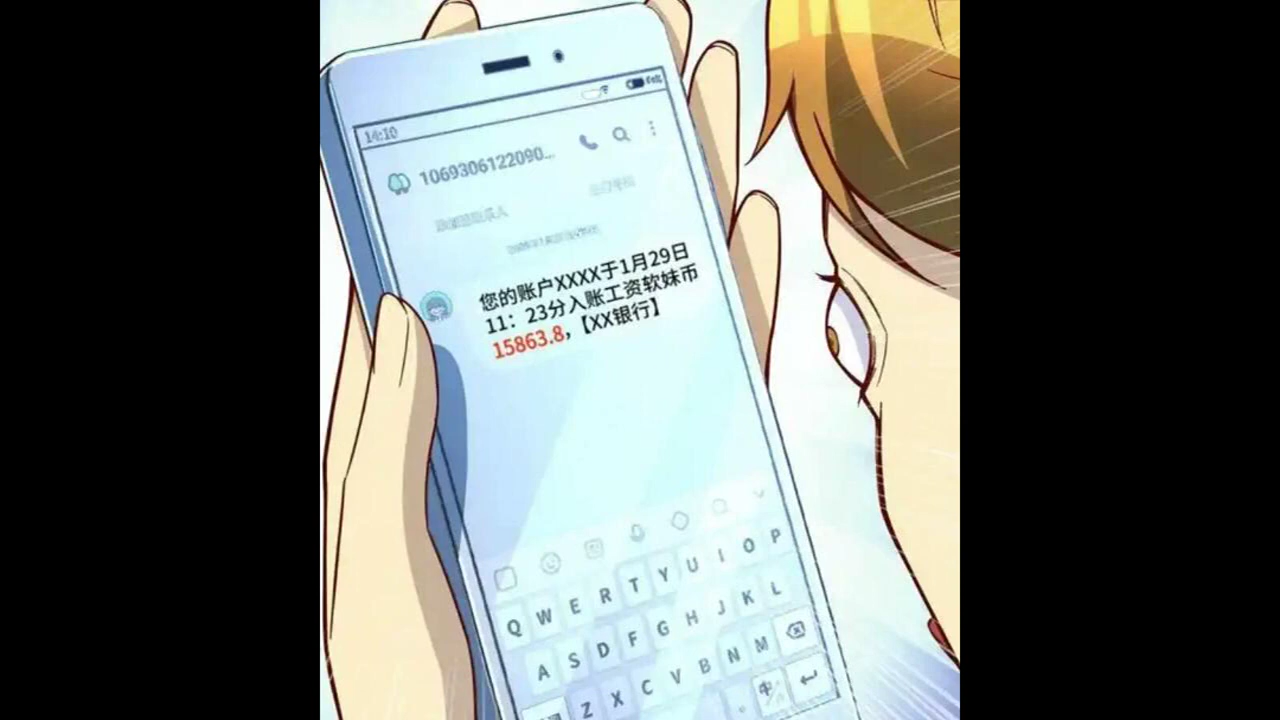 14:10
1069306122090...
您的账户XXXX于1月29日
11：23分入账工资软妹币
15863.8，【XX银行】
Q W E R T Y U I O P
A S D F G H J K L
Z X C V B N M
中